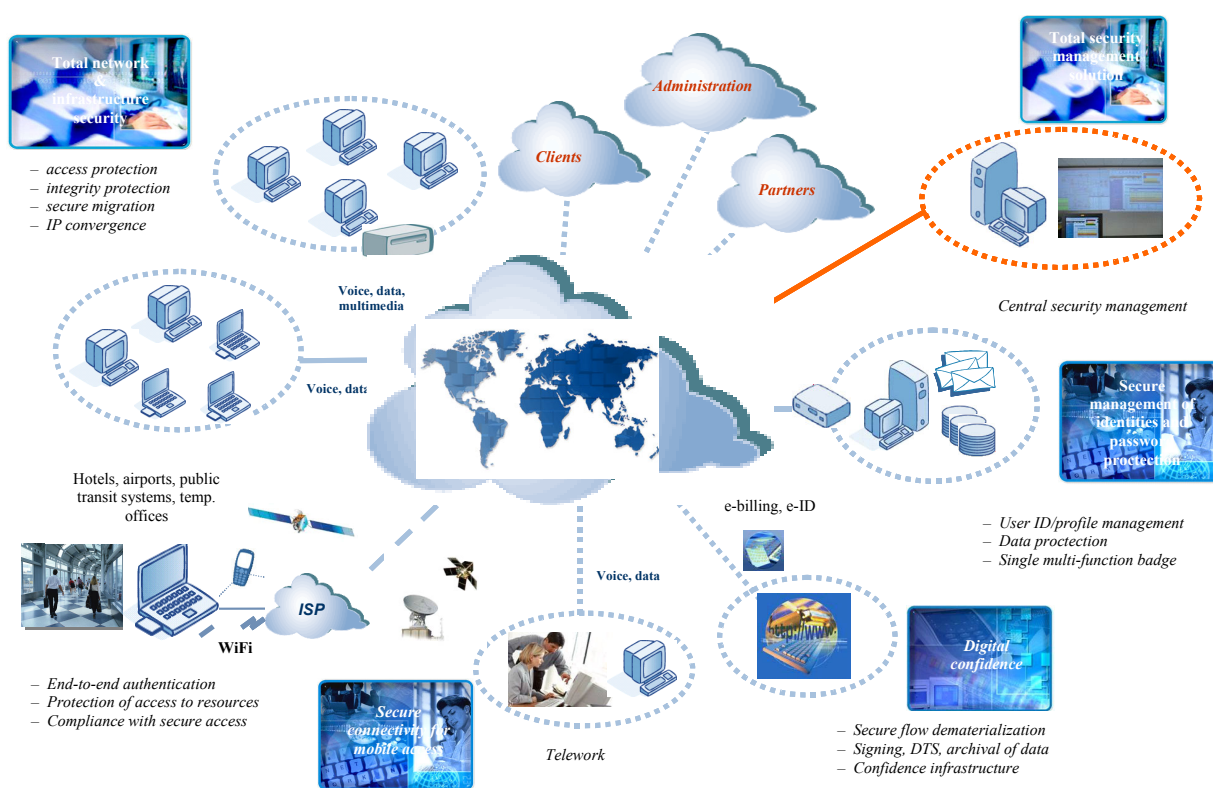 Total network
&
infrastructure
security
– access protection
– integrity protection
– secure migration
– IP convergence
Clients
Administration
Partners
Total security
management
solution
Central security management
Voice, data,
multimedia
Voice, data
Secure
management of
identities and
password
proctection
– User ID/profile management
– Data proctection
– Single multi-function badge
Hotels, airports, public
transit systems, temp.
offices
ISP
WiFi
– End-to-end authentication
– Protection of access to resources
– Compliance with secure access
Secure
connectivity for
mobile access
Voice, data
Telework
e-billing, e-ID
http://www.
Digital
confidence
– Secure flow dematerialization
– Signing, DTS, archival of data
– Confidence infrastructure